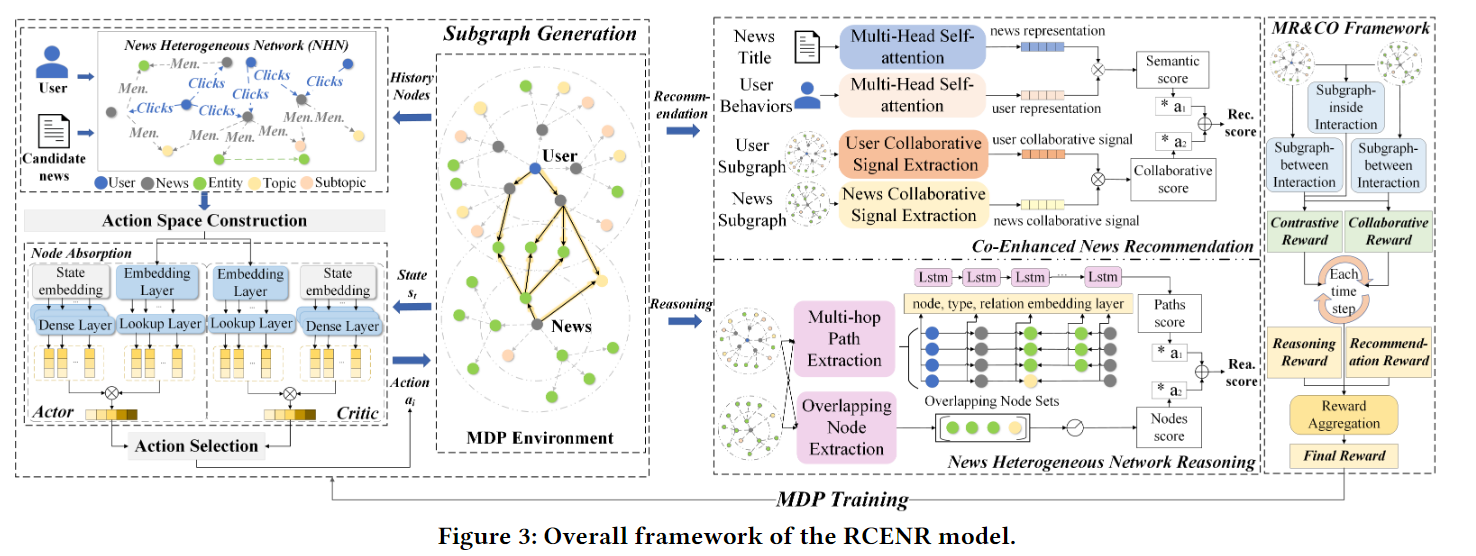 Subgraph Generation
News Heterogeneous Network (NHN)
Men.
Clicks
Clicks
Men.
Clicks
Clicks
Clicks
Men.
Men.
Men.
Men.Men.
User
Candidate
news
User
News
Entity
Topic
Subtopic
History
Nodes
Action Space Construction
Node Absorption
State
embedding
Embedding
Layer
Embedding
Layer
State
embedding
Dense Layer
Lookup Layer
Lookup Layer
Dense Layer
...
...
...
...
...
...
...
...
Actor
Critic
Action Selection
State
st
Action
ai
User
News
MDP Environment
Recomm-
endation
Reasoning
News
Title
Multi-Head Self-
attention
news representation
User
Behaviors
Multi-Head Self-
attention
user representation
Semantic
score
* a1
* a2
Rec.
score
User
Subgraph
User Collaborative
Signal Extraction
user collaborative signal
News
Subgraph
News Collaborative
Signal Extraction
news collaborative signal
Collaborative
score
Co-Enhanced News Recommendation
Lstm
Lstm
Lstm
...
Lstm
node, type, relation embedding layer
Multi-hop
Path
Extraction
Paths
score
* a1
* a2
Rea.
score
Overlapping
Node
Extraction
Overlapping Node Sets
Nodes
score
News Heterogeneous Network Reasoning
MR&CO Framework
Subgraph-
inside
Interaction
Subgraph-
between
Interaction
Subgraph-
between
Interaction
Contrastive
Reward
Collaborative
Reward
Each
time
step
Reasoning
Reward
Recommend-
ation Reward
Reward
Aggregation
Final Reward
MDP Training
Figure 3: Overall framework of the RCENR model.